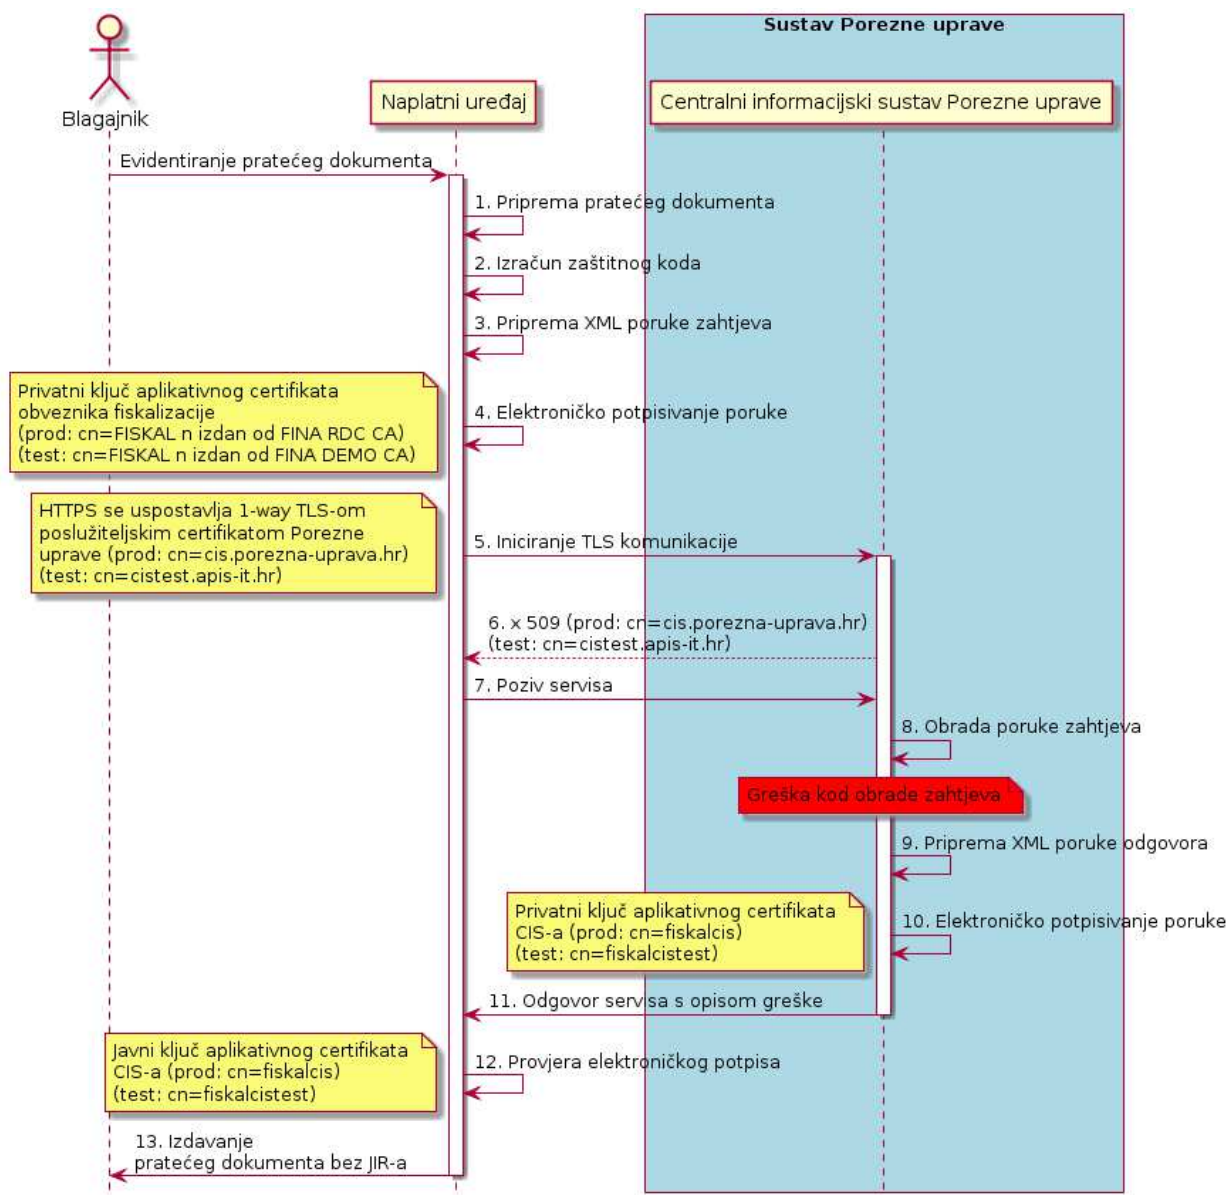 Sustav Porezne uprave
Blagajnik
Naplatni uređaj
Centralni informacijski sustav Porezne uprave
Evidentiranje pratećeg dokumenta
1. Priprema pratećeg dokumenta
2. Izračun zaštitnog koda
3. Priprema XML poruke zahtjeva
Privatni ključ aplikativnog certifikata
obveznika fiskalizacije
(prod: cn=FISKAL n izdan od FINA RDC CA)
(test: cn=FISKAL n izdan od FINA DEMO CA)
4. Elektroničko potpisivanje poruke
HTTPS se uspostavlja 1-way TLS-om
poslužiteljskim certifikatom Porezne
uprave (prod: cn=cis.porezna-uprava.hr)
(test: cn=cistest.apis-it.hr)
5. Iniciranje TLS komunikacije
6. x 509 (prod: cn=cis.porezna-uprava.hr)
(test: cn=cistest.apis-it.hr)
7. Poziv servisa
8. Obrada poruke zahtjeva
Greška kod obrade zahtjeva
9. Priprema XML poruke odgovora
Privatni ključ aplikativnog certifikata
CIS-a (prod: cn=fiskalcis)
(test: cn=fiskalcistest)
10. Elektroničko potpisivanje poruke
11. Odgovor servisa s opisom greške
Javni ključ aplikativnog certifikata
CIS-a (prod: cn=fiskalcis)
(test: cn=fiskalcistest)
12. Provjera elektroničkog potpisa
13. Izdavanje
pratećeg dokumenta bez JIR-a